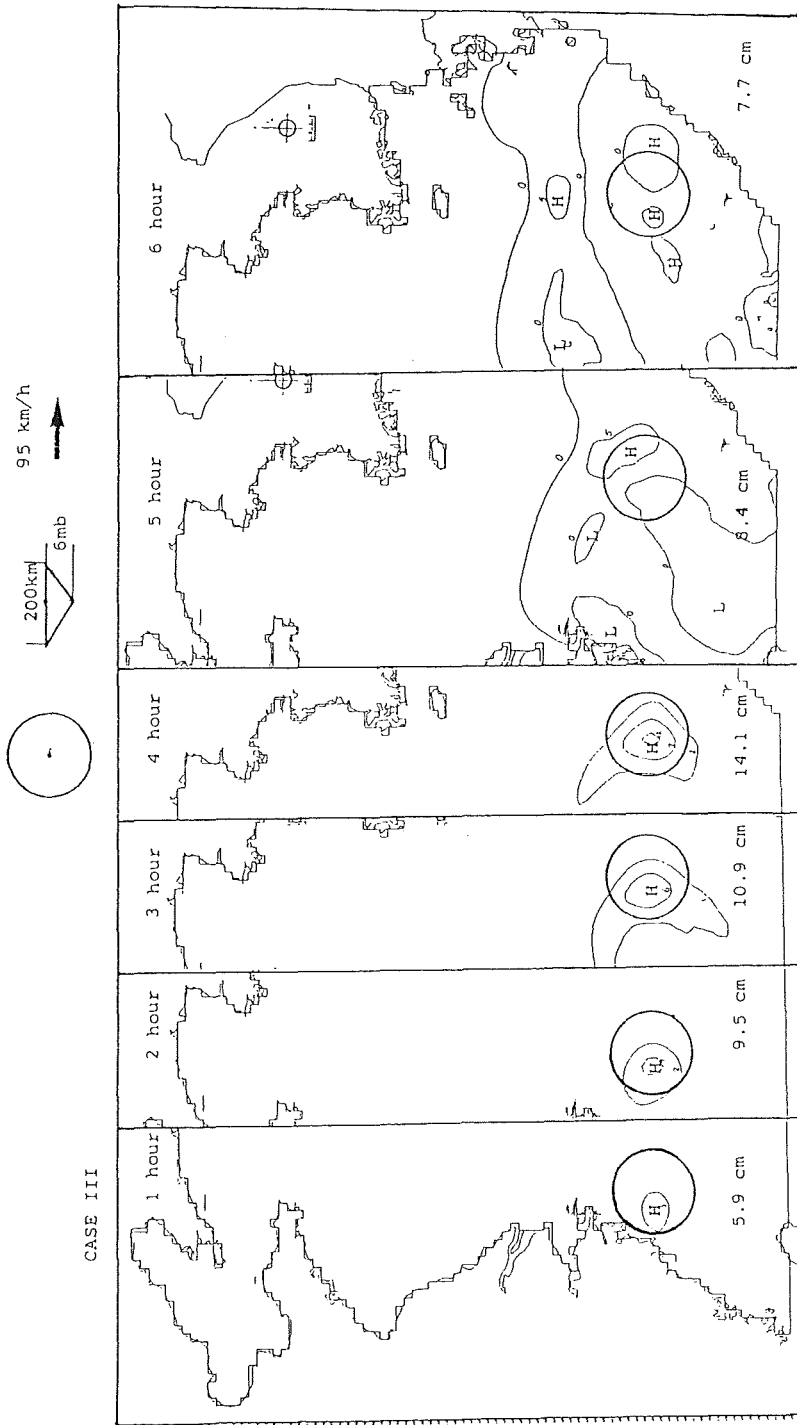 CASE III
200km
6mb
95 km/h
1 hour
H
5.9 cm
2 hour
H
9.5 cm
3 hour
H
10.9 cm
4 hour
H
14.1 cm
5 hour
L
L
L
H
8.4 cm
6 hour
L
H
H
H
H
7.7 cm